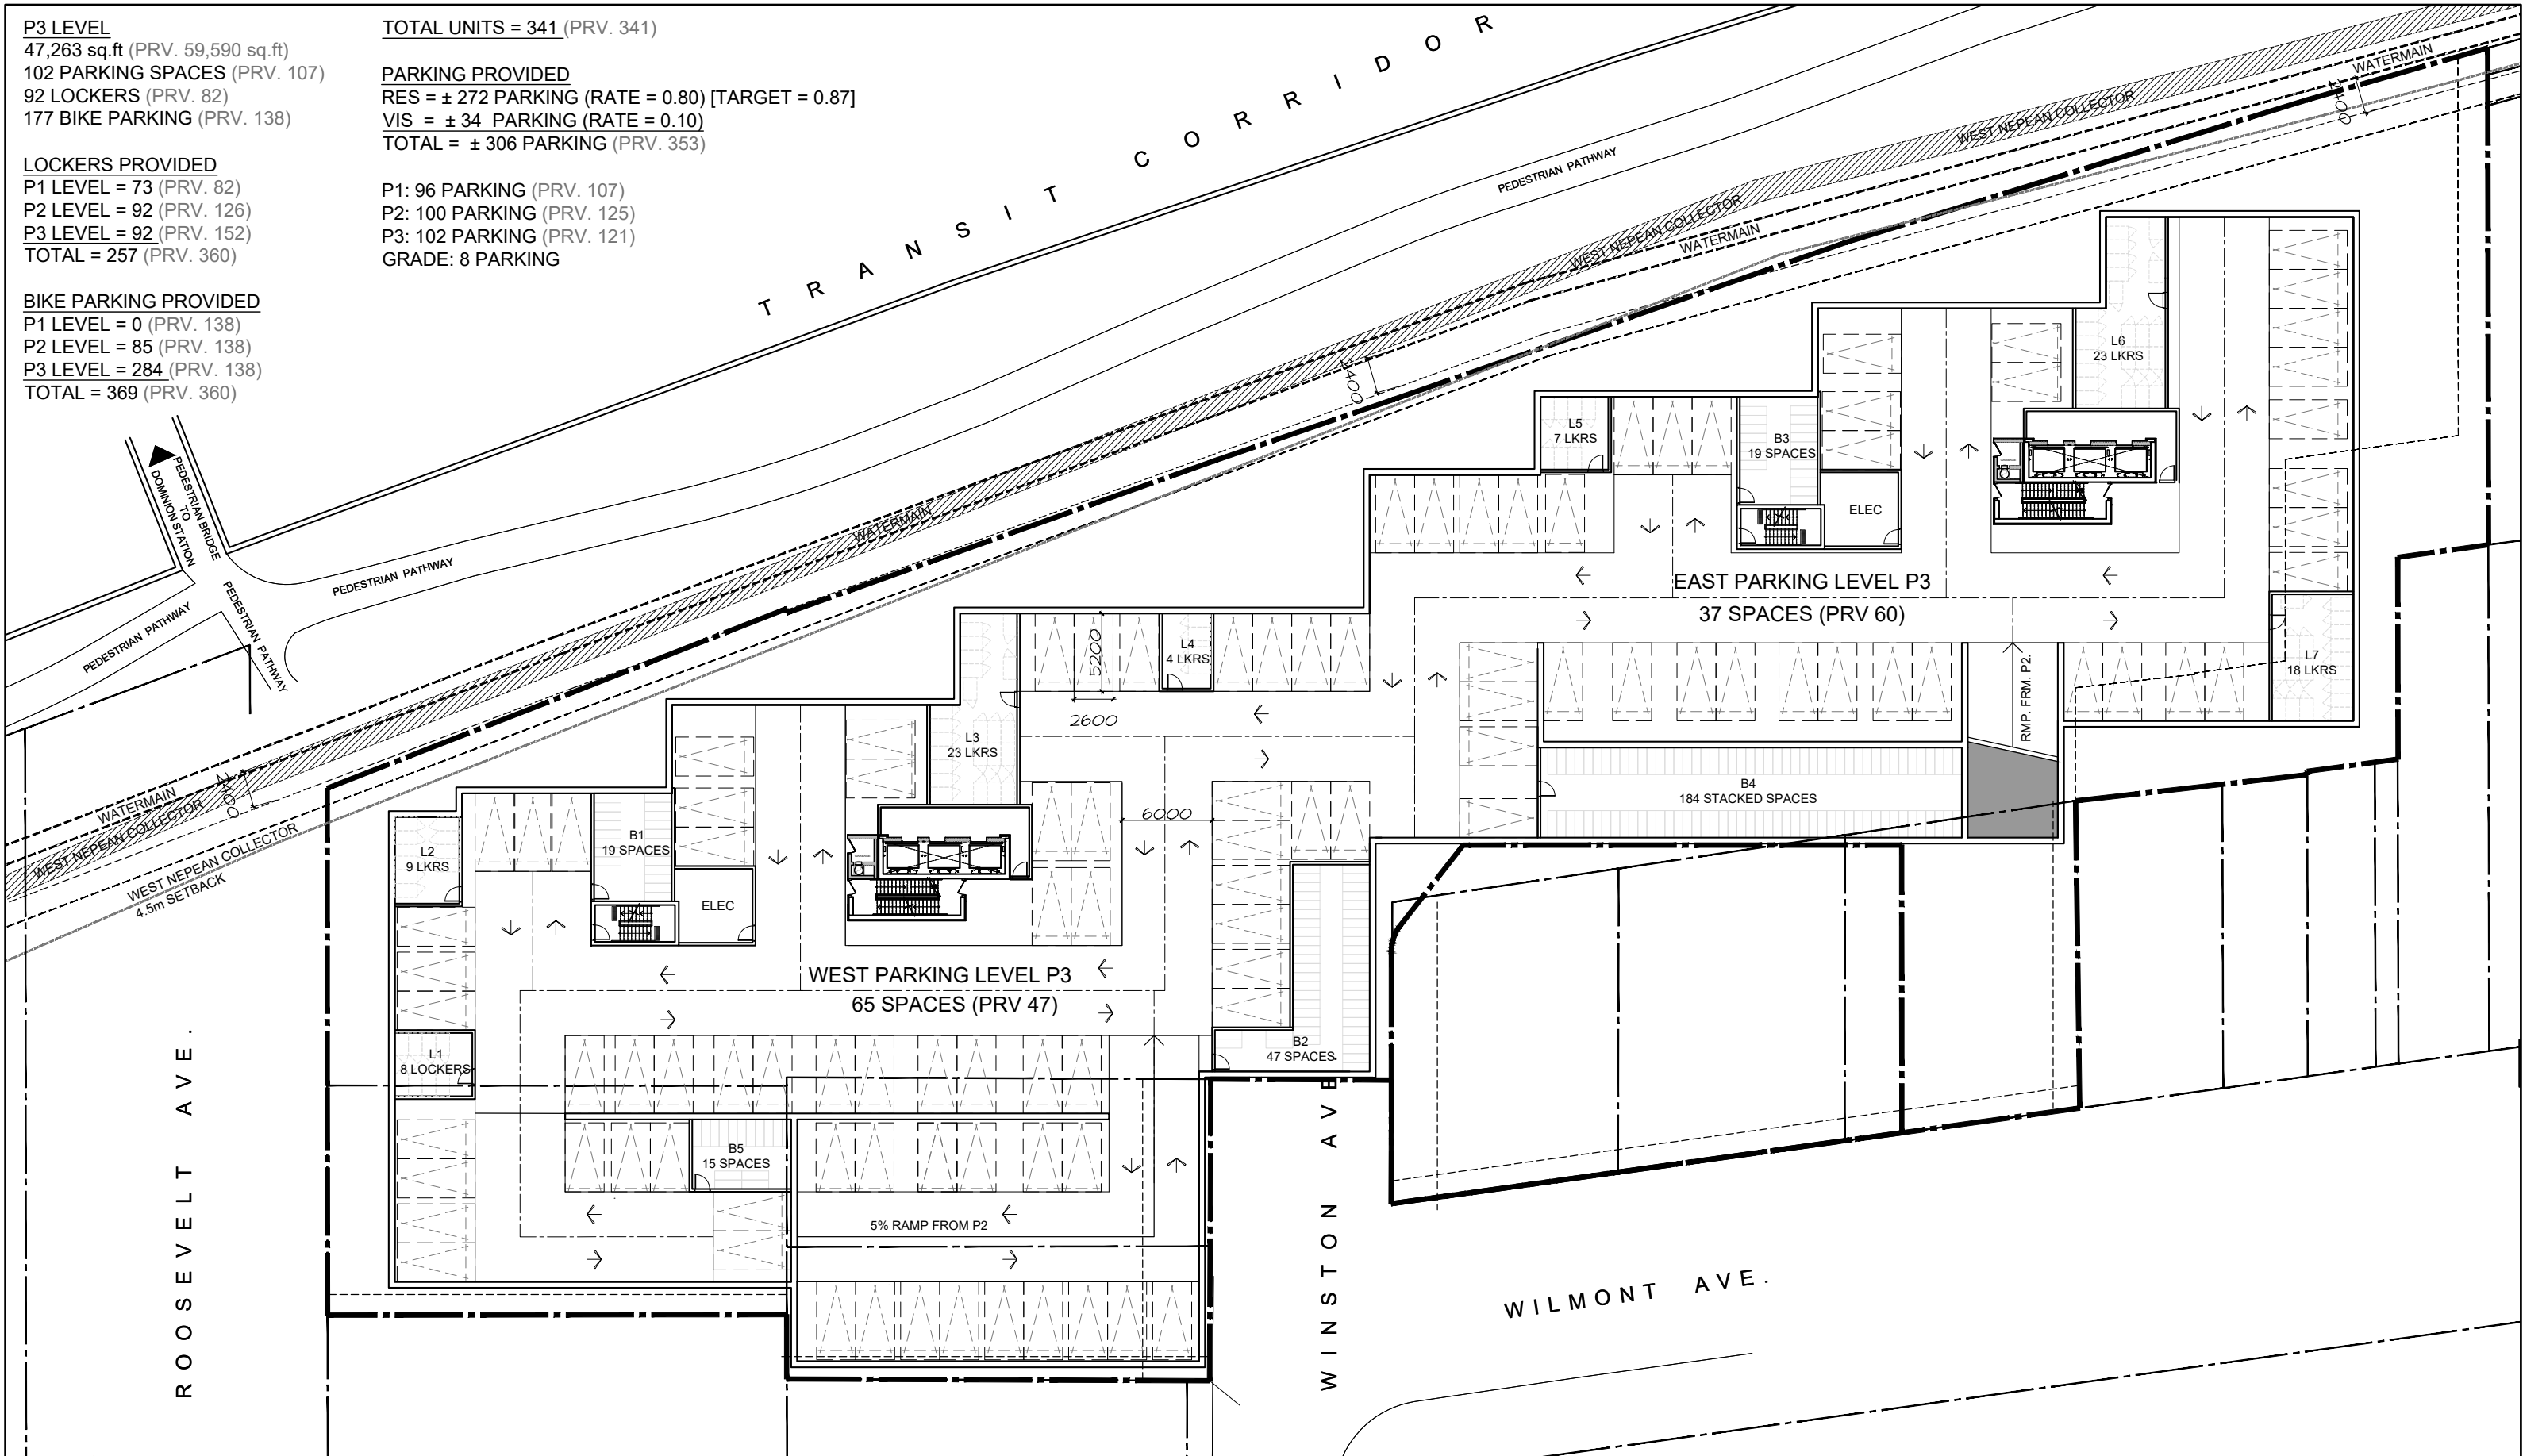 P3 LEVEL
47,263 sq.ft (PRV. 59,590 sq.ft)
102 PARKING SPACES (PRV. 107)
92 LOCKERS (PRV. 82)
177 BIKE PARKING (PRV. 138)
LOCKERS PROVIDED
P1 LEVEL = 73 (PRV. 82)
P2 LEVEL = 92 (PRV. 126)
P3 LEVEL = 92 (PRV. 152)
TOTAL = 257 (PRV. 360)
BIKE PARKING PROVIDED
P1 LEVEL = 0 (PRV. 138)
P2 LEVEL = 85 (PRV. 138)
P3 LEVEL = 284 (PRV. 138)
TOTAL = 369 (PRV. 360)
TOTAL UNITS = 341 (PRV. 341)
PARKING PROVIDED
RES = ± 272 PARKING (RATE = 0.80) [TARGET = 0.87]
VIS = ± 34 PARKING (RATE = 0.10)
TOTAL = ± 306 PARKING (PRV. 353)
P1: 96 PARKING (PRV. 107)
P2: 100 PARKING (PRV. 125)
P3: 102 PARKING (PRV. 121)
GRADE: 8 PARKING
TRANSIT CORRIDOR
WATERMAIN
2400
WEST NEPEAN COLLECTOR
PEDESTRIAN PATHWAY
WEST NEPEAN COLLECTOR
WATERMAIN
2400
L6
23 LKRS
L5
7 LKRS
B3
19 SPACES
ELEC
PEDESTRIAN BRIDGE
TO
DOMINION STATION
PEDESTRIAN PATHWAY
PEDESTRIAN PATHWAY
PEDESTRIAN PATHWAY
WATERMAIN
EAST PARKING LEVEL P3
37 SPACES (PRV 60)
L4
4 LKRS
5200
2600
L7
18 LKRS
RMP. FRM. P2.
L3
23 LKRS
B4
184 STACKED SPACES
2400
WATERMAIN
WEST NEPEAN COLLECTOR
WEST NEPEAN COLLECTOR
4.5m SETBACK
6000
L2
9 LKRS
B1
19 SPACES
ELEC
WEST PARKING LEVEL P3
65 SPACES (PRV 47)
B2
47 SPACES
L1
8 LOCKERS
B5
15 SPACES
5% RAMP FROM P2
ROOSEVELT AVE.
WINSTON AVE
WILMONT AVE.